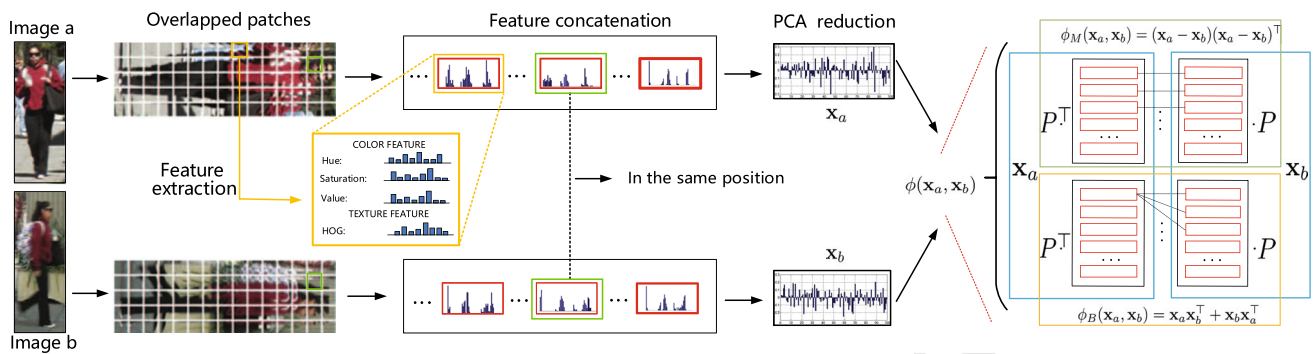 Image a
Overlapped patches
Feature concatenation
PCA reduction
ϕ_M(x_a, x_b) = (x_a − x_b)(x_a − x_b)^⊤
... ... ...
x_a
P^⊤ ... ⋮ ... · P
Feature
extraction
COLOR FEATURE
Hue:
Saturation:
Value:
TEXTURE FEATURE
HOG:
In the same position
ϕ(x_a, x_b)
x_a
x_b
x_b
P^⊤ ... ⋮ ... · P
... ... ...
ϕ_B(x_a, x_b) = x_a x_b^⊤ + x_b x_a^⊤
Image b